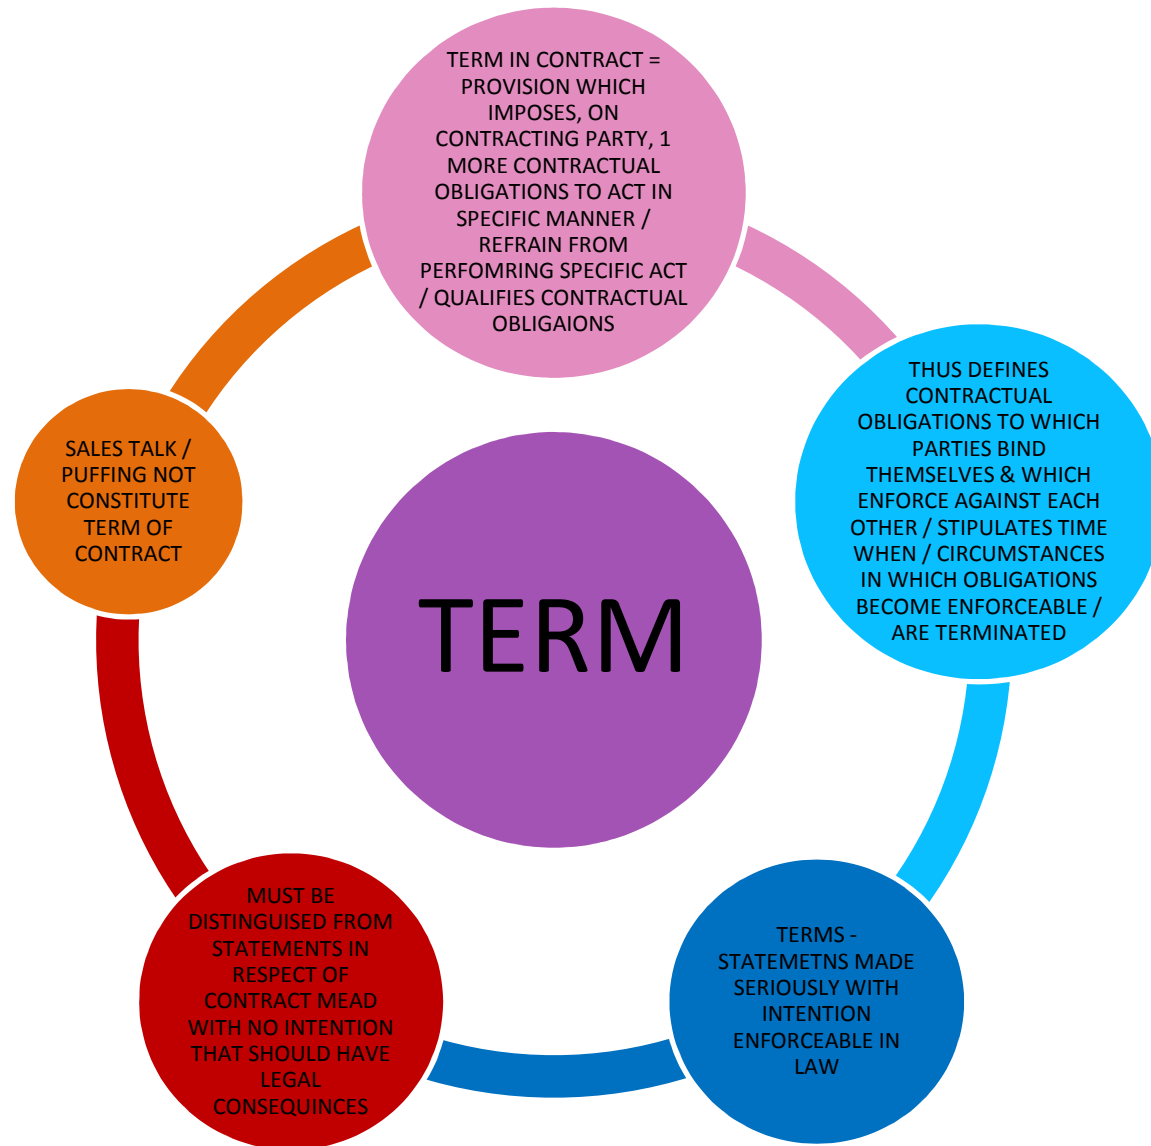 TERM IN CONTRACT =
PROVISION WHICH
IMPOSES, ON
CONTRACTING PARTY, 1
MORE CONTRACTUAL
OBLIGATIONS TO ACT IN
SPECIFIC MANNER /
REFRAIN FROM
PERFOMRING SPECIFIC ACT
/ QUALIFIES CONTRACTUAL
OBLIGAIONS
THUS DEFINES
CONTRACTUAL
OBLIGATIONS TO WHICH
PARTIES BIND
THEMSELVES & WHICH
ENFORCE AGAINST EACH
OTHER / STIPULATES TIME
WHEN / CIRCUMSTANCES
IN WHICH OBLIGATIONS
BECOME ENFORCEABLE /
ARE TERMINATED
TERMS -
STATEMETNS MADE
SERIOUSLY WITH
INTENTION
ENFORCEABLE IN
LAW
MUST BE
DISTINGUISED FROM
STATEMENTS IN
RESPECT OF
CONTRACT MEAD
WITH NO INTENTION
THAT SHOULD HAVE
LEGAL
CONSEQUINCES
SALES TALK /
PUFFING NOT
CONSTITUTE
TERM OF
CONTRACT
TERM